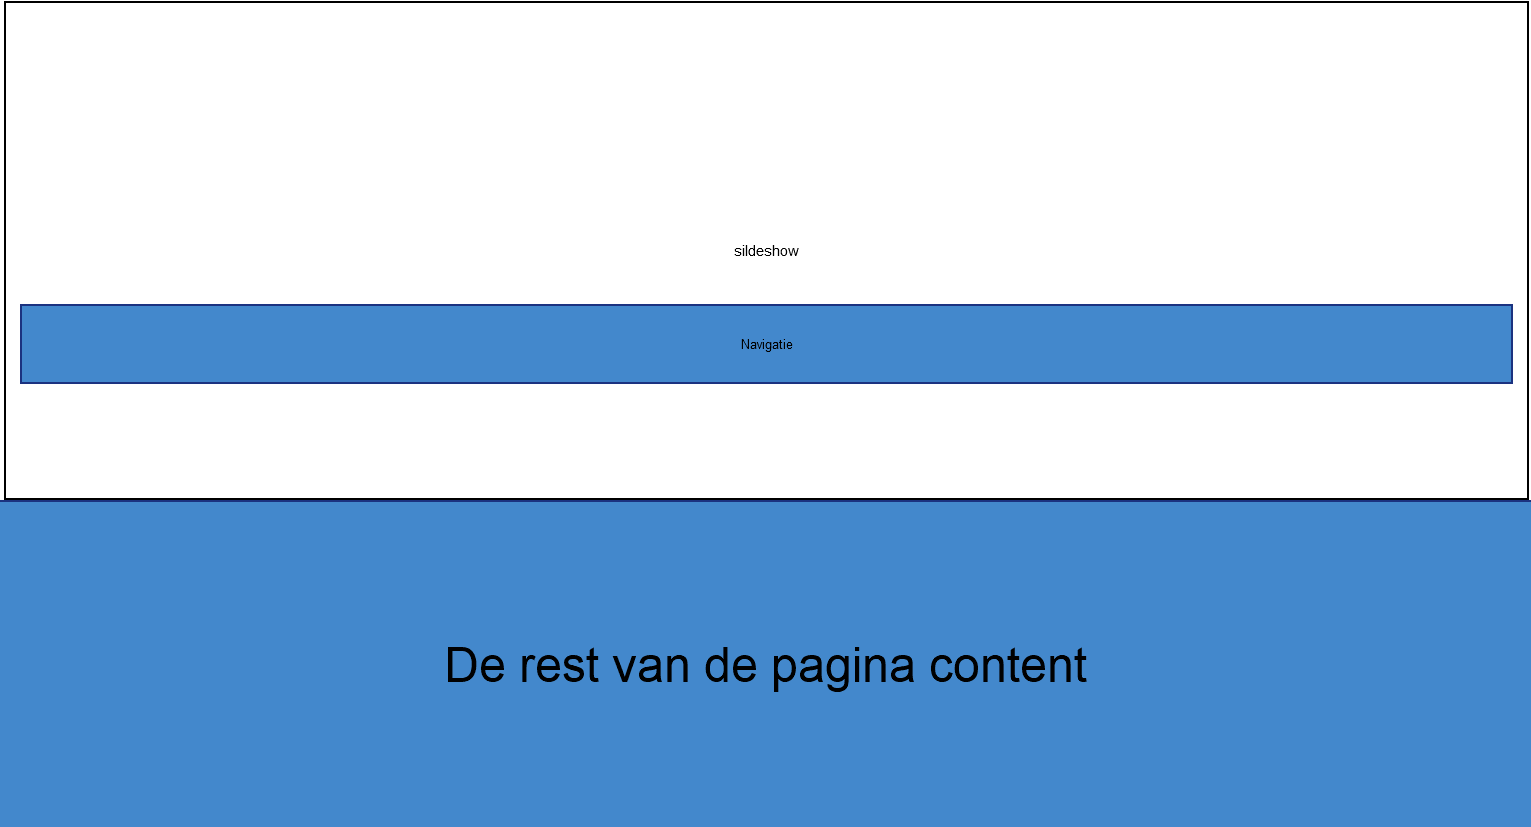 sildeshow
Navigatie
De rest van de pagina content